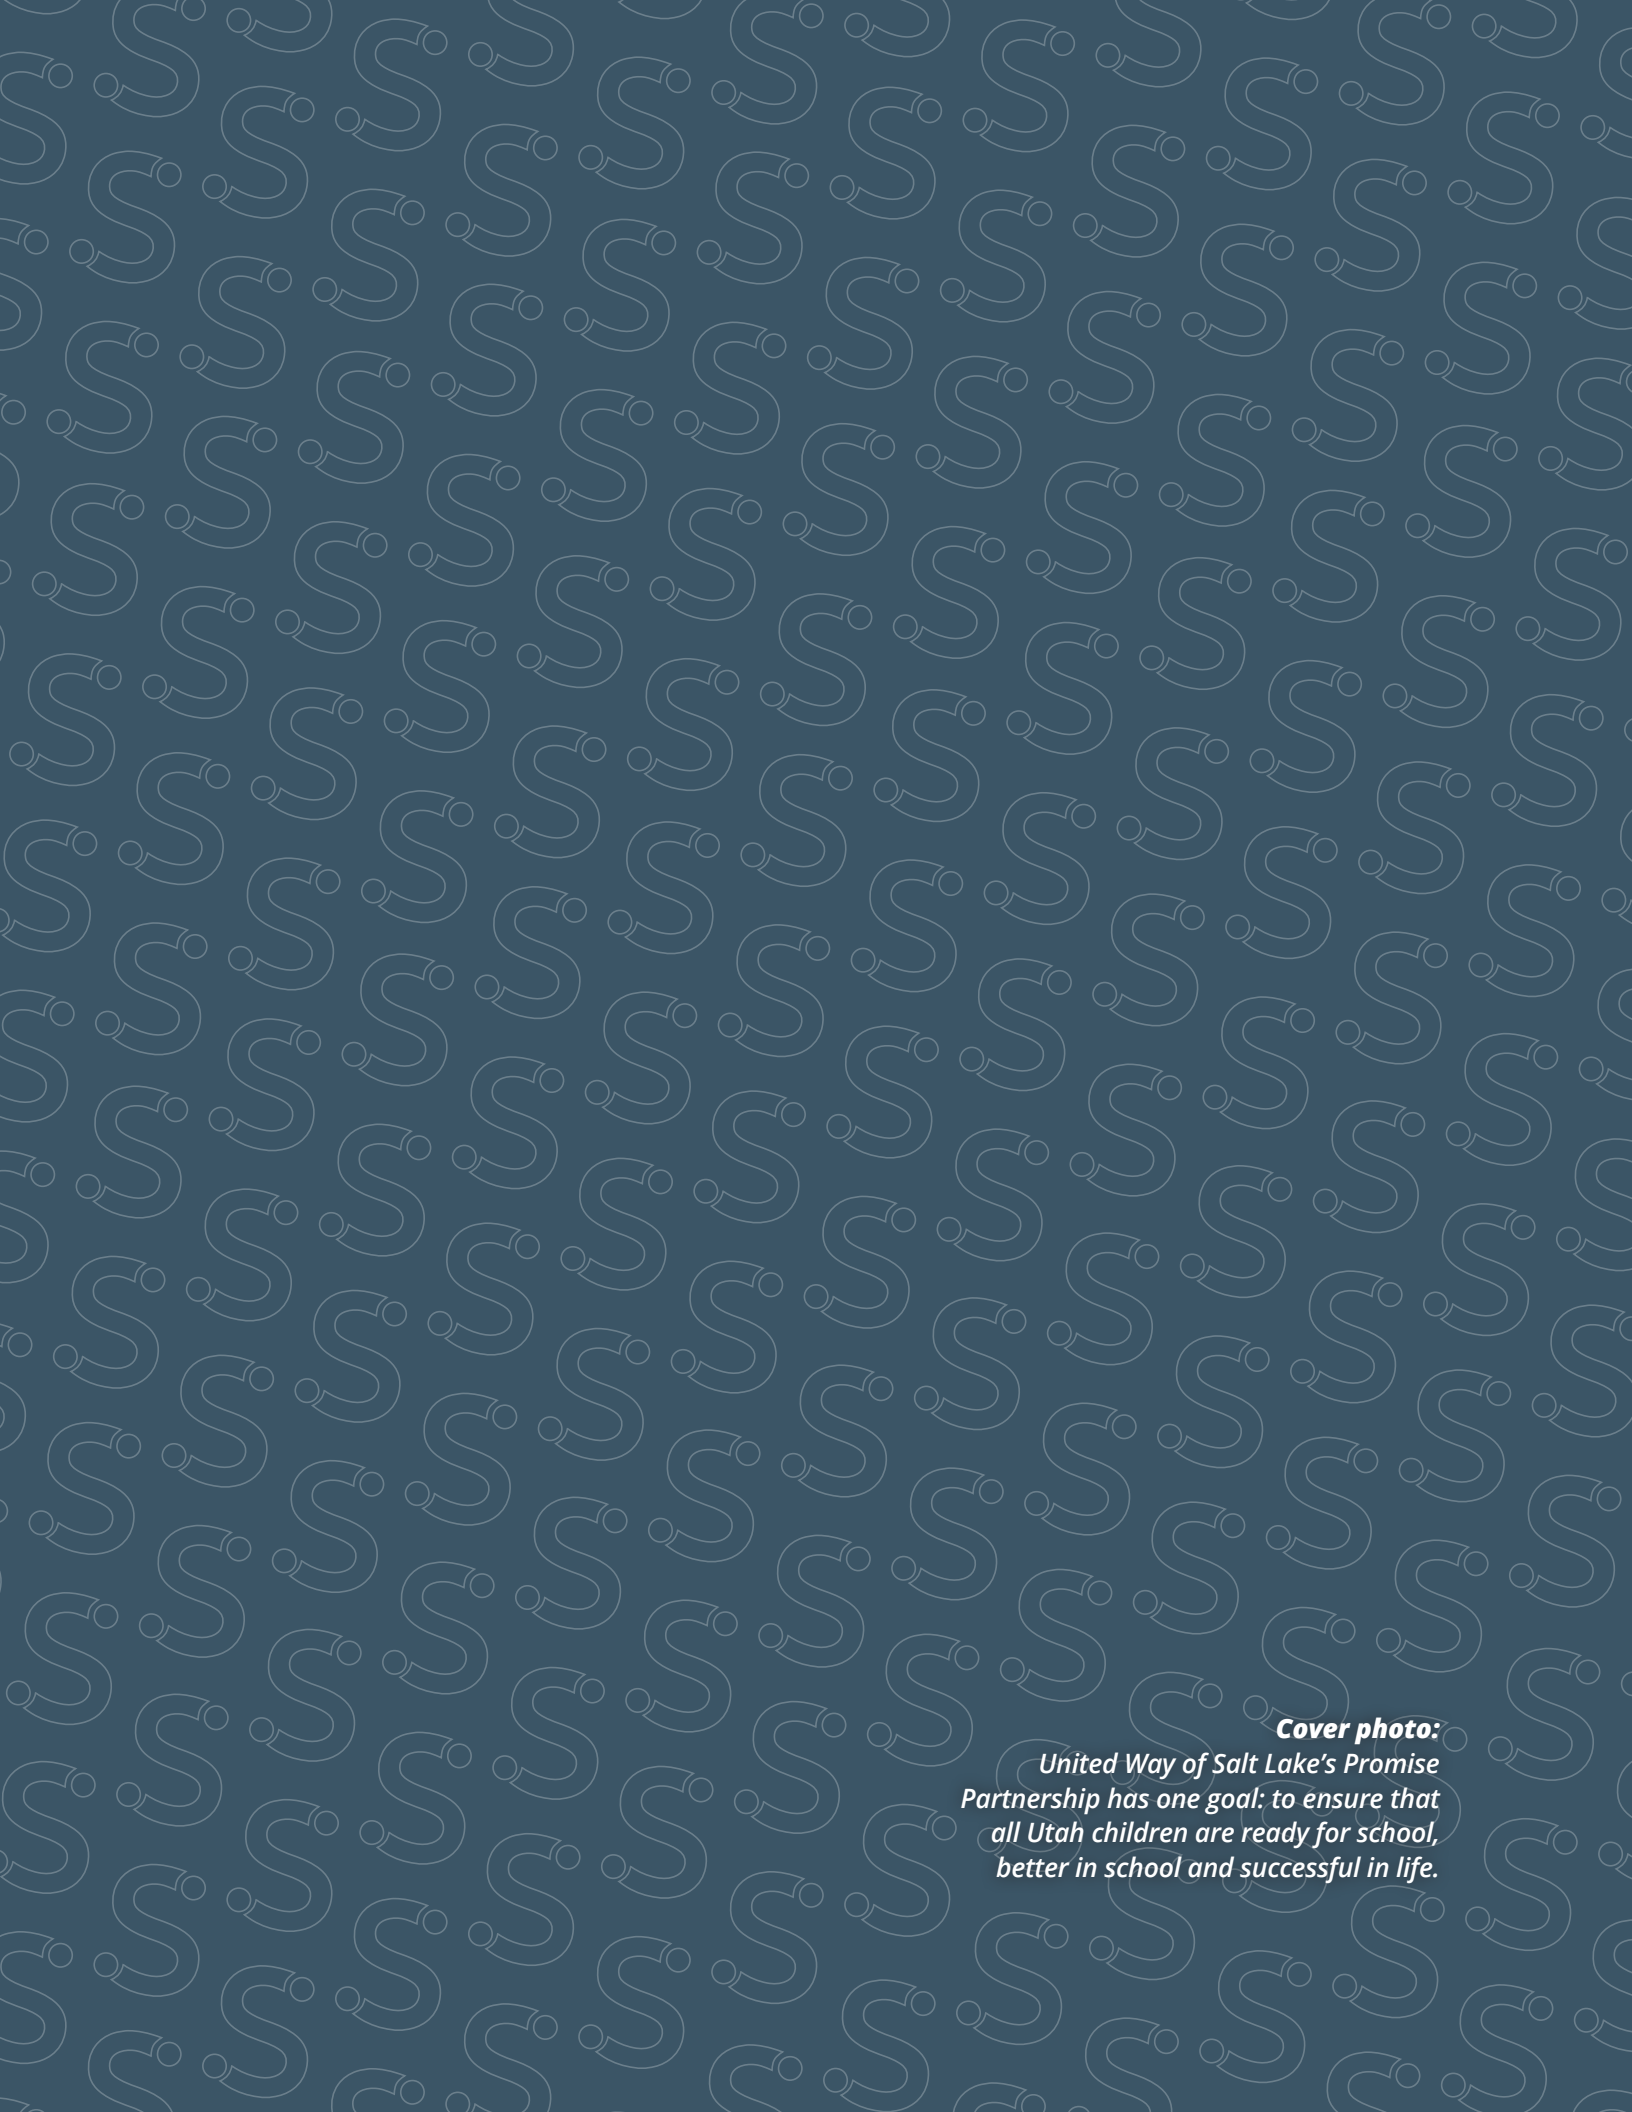 Cover photo:
United Way of Salt Lake’s Promise
Partnership has one goal: to ensure that
all Utah children are ready for school,
better in school and successful in life.